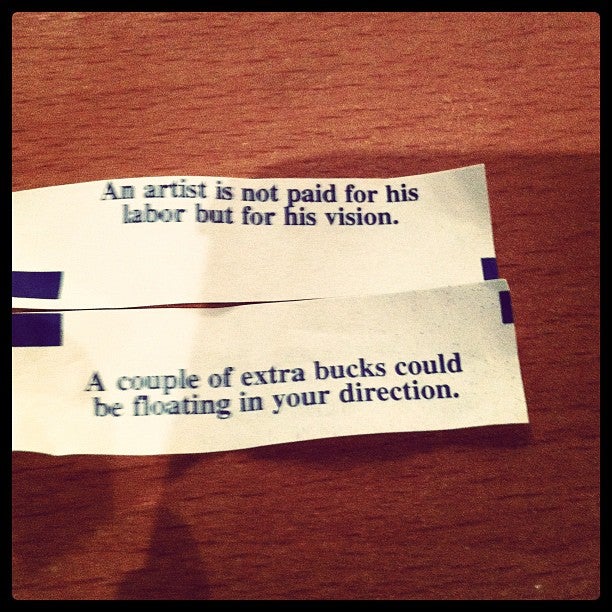 An artist is not paid for his
labor but for his vision.
A couple of extra bucks could
be floating in your direction.